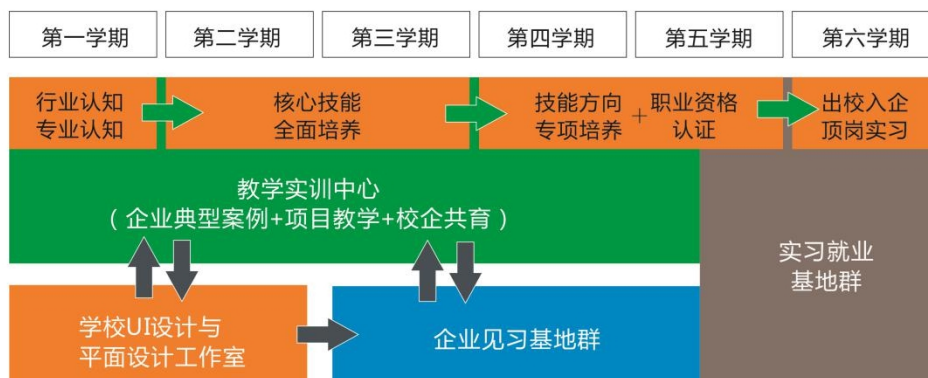 第一学期
第二学期
第三学期
第四学期
第五学期
第六学期
行业认知
专业认知
核心技能
全面培养
技能方向
专项培养
+
职业资格
认证
出校入企
顶岗实习
教学实训中心
（企业典型案例+项目教学+校企共育）
实习就业
基地群
学校UI设计与
平面设计工作室
企业见习基地群